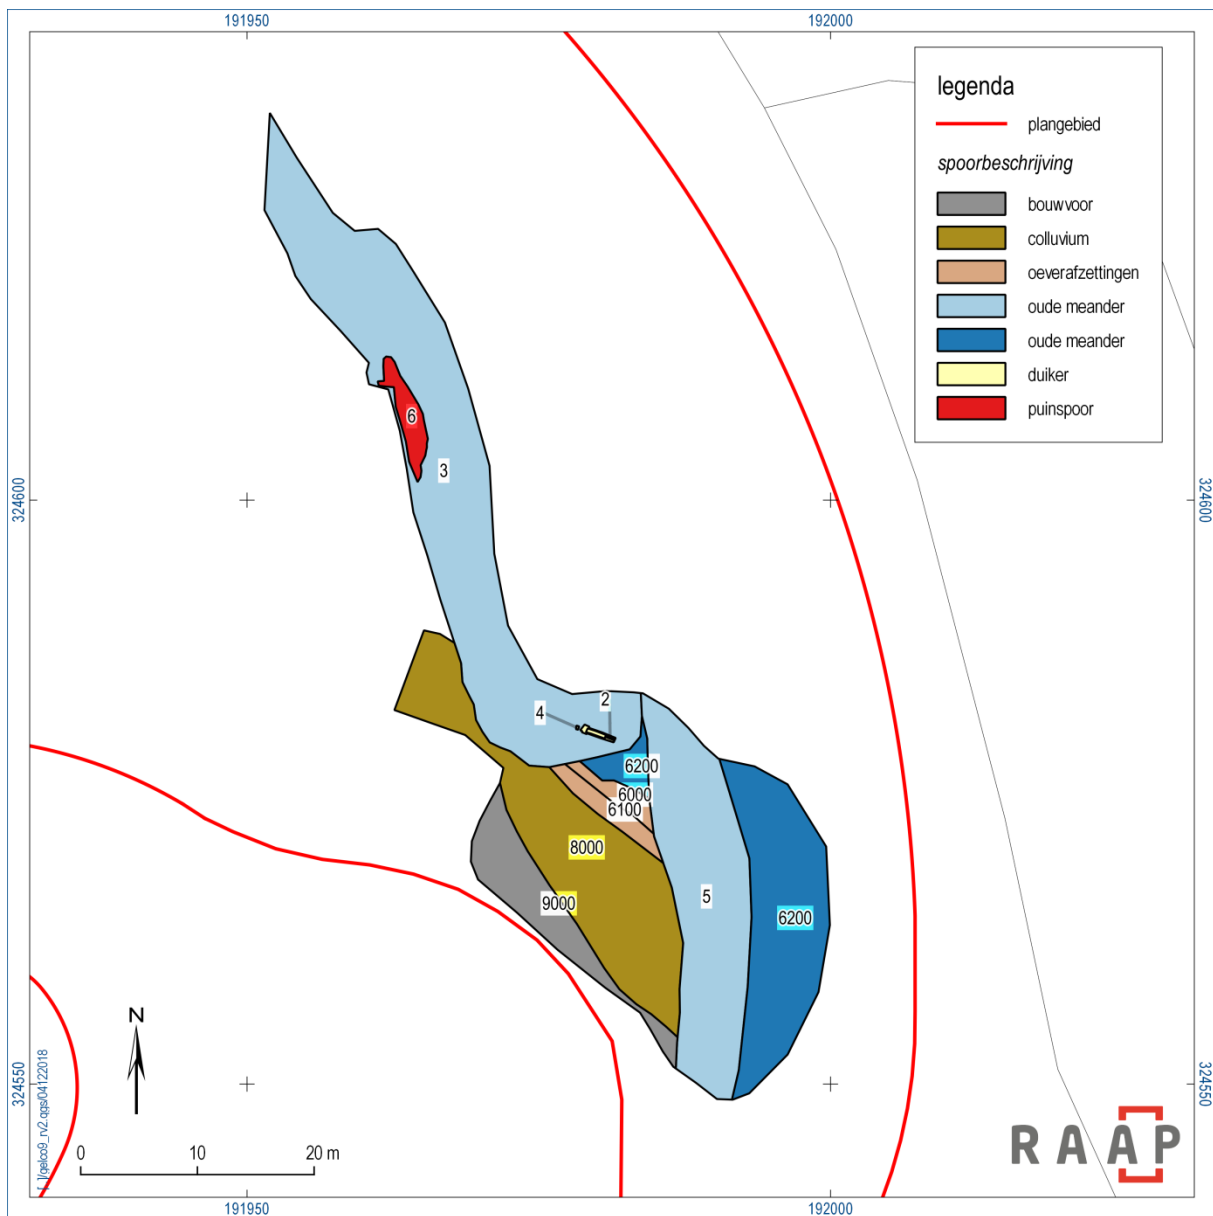 191950
192000
legenda
plangebied
spoorbeschrijving
bouwvoor
colluvium
oeverafzettingen
oude meander
oude meander
duiker
puinspoor
6
3
324600
324600
2
4
6200
6000
6100
8000
5
9000
6200
N
324550
324550
0 10 20 m
RAAP
191950
192000